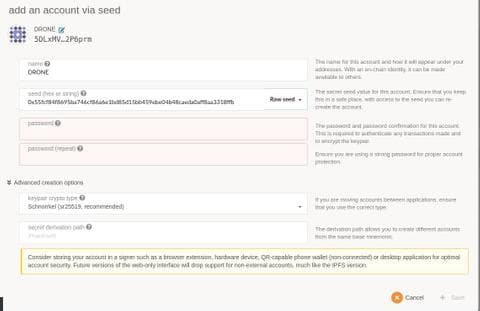 add an account via seed
DRONE
5DLxMV…2P6prm
name
DRONE
The name for this account and how it will appear under your
addresses. With an on-chain identity, it can be made
available to others.
seed (hex or string)
Raw seed
The secret seed value for this account. Ensure that you keep
this in a safe place, with access to the seed you can re-
create the account.
password
The password and password confirmation for this account.
This is required to authenticate any transactions made and
to encrypt the keypair.
password (repeat)
Ensure you are using a strong password for proper account
protection.
Advanced creation options
keypair crypto type
Schnorrkel (sr25519, recommended)
If you are moving accounts between applications, ensure
that you use the correct type.
secret derivation path
//hard/soft
The derivation path allows you to create different accounts
from the same base mnemonic.
Consider storing your account in a signer such as a browser extension, hardware device, QR-capable phone wallet (non-connected) or desktop application for optimal
account security. Future versions of the web-only interface will drop support for non-external accounts, much like the IPFS version.
Cancel
Save